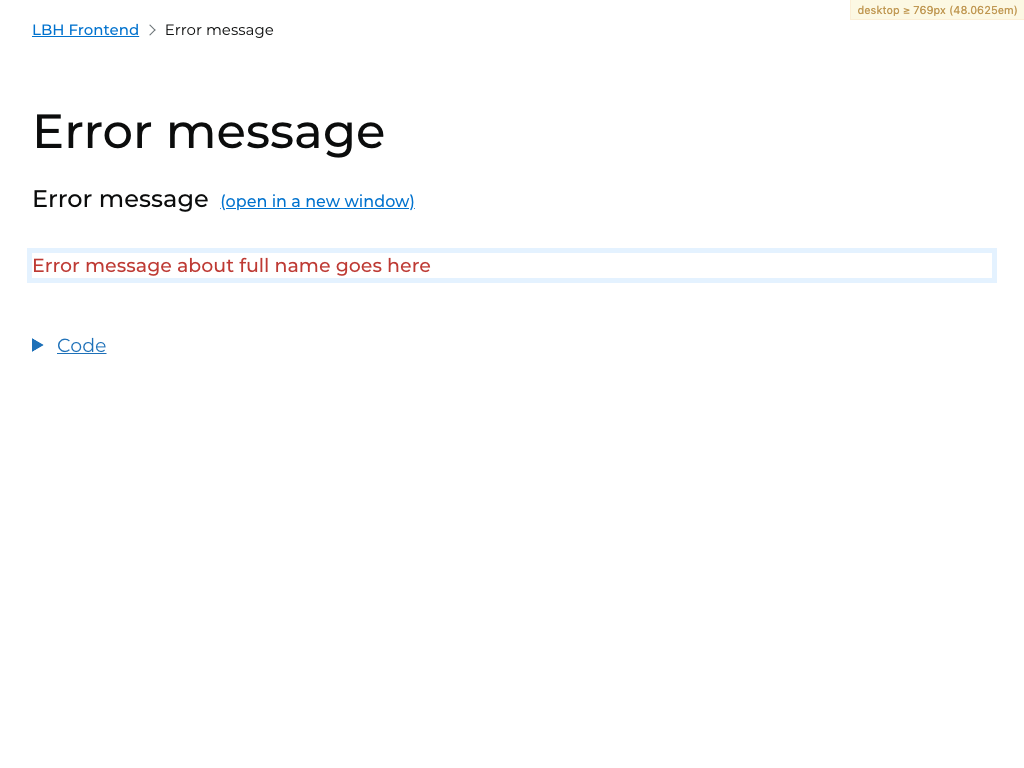 desktop ≥ 769px (48.0625em)
LBH Frontend > Error message
Error message
Error message (open in a new window)
Error message about full name goes here
Code